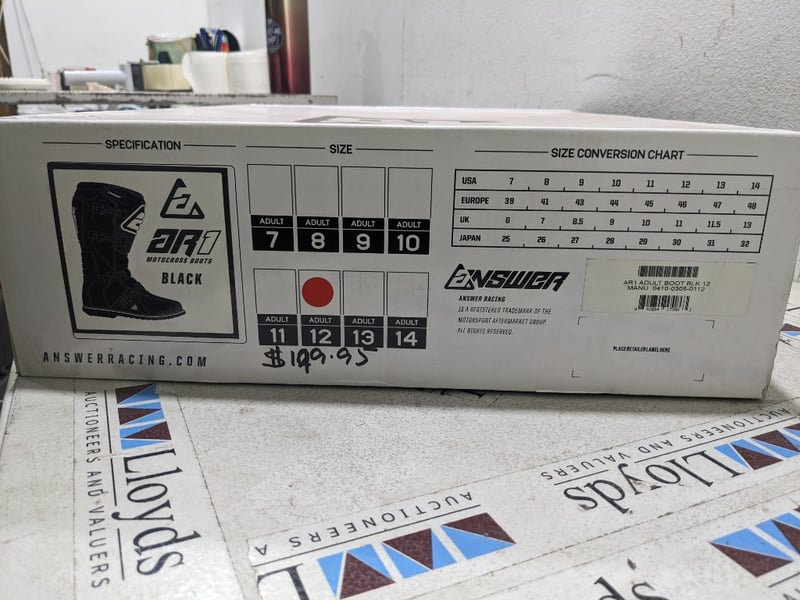 SPECIFICATION
AR1
MOTOCROSS BOOTS
BLACK
ANSWERRACING.COM
SIZE
ADULT 7 ADULT 8 ADULT 9 ADULT 10
ADULT 11 ADULT 12 ADULT 13 ADULT 14
$199.95
SIZE CONVERSION CHART
USA 7 8 9 10 11 12 13 14
EUROPE 39 41 43 44 45 46 47 48
UK 6 7 8.5 9 10 11 11.5 13
JAPAN 25 26 27 28 29 30 31 32
ANSWER
ANSWER RACING
IS A REGISTERED TRADEMARK OF THE
MOTORSPORT AFTERMARKET GROUP.
ALL RIGHTS RESERVED.
AR1 ADULT BOOT BLK 12
MANU 0410-0305-0112
PLACE RETAILER LABEL HERE
Lloyds
AUCTIONEERS AND VALUERS
AUCTIONEERS A
L
Lloyds
AUCTIONEERS AND VALUERS